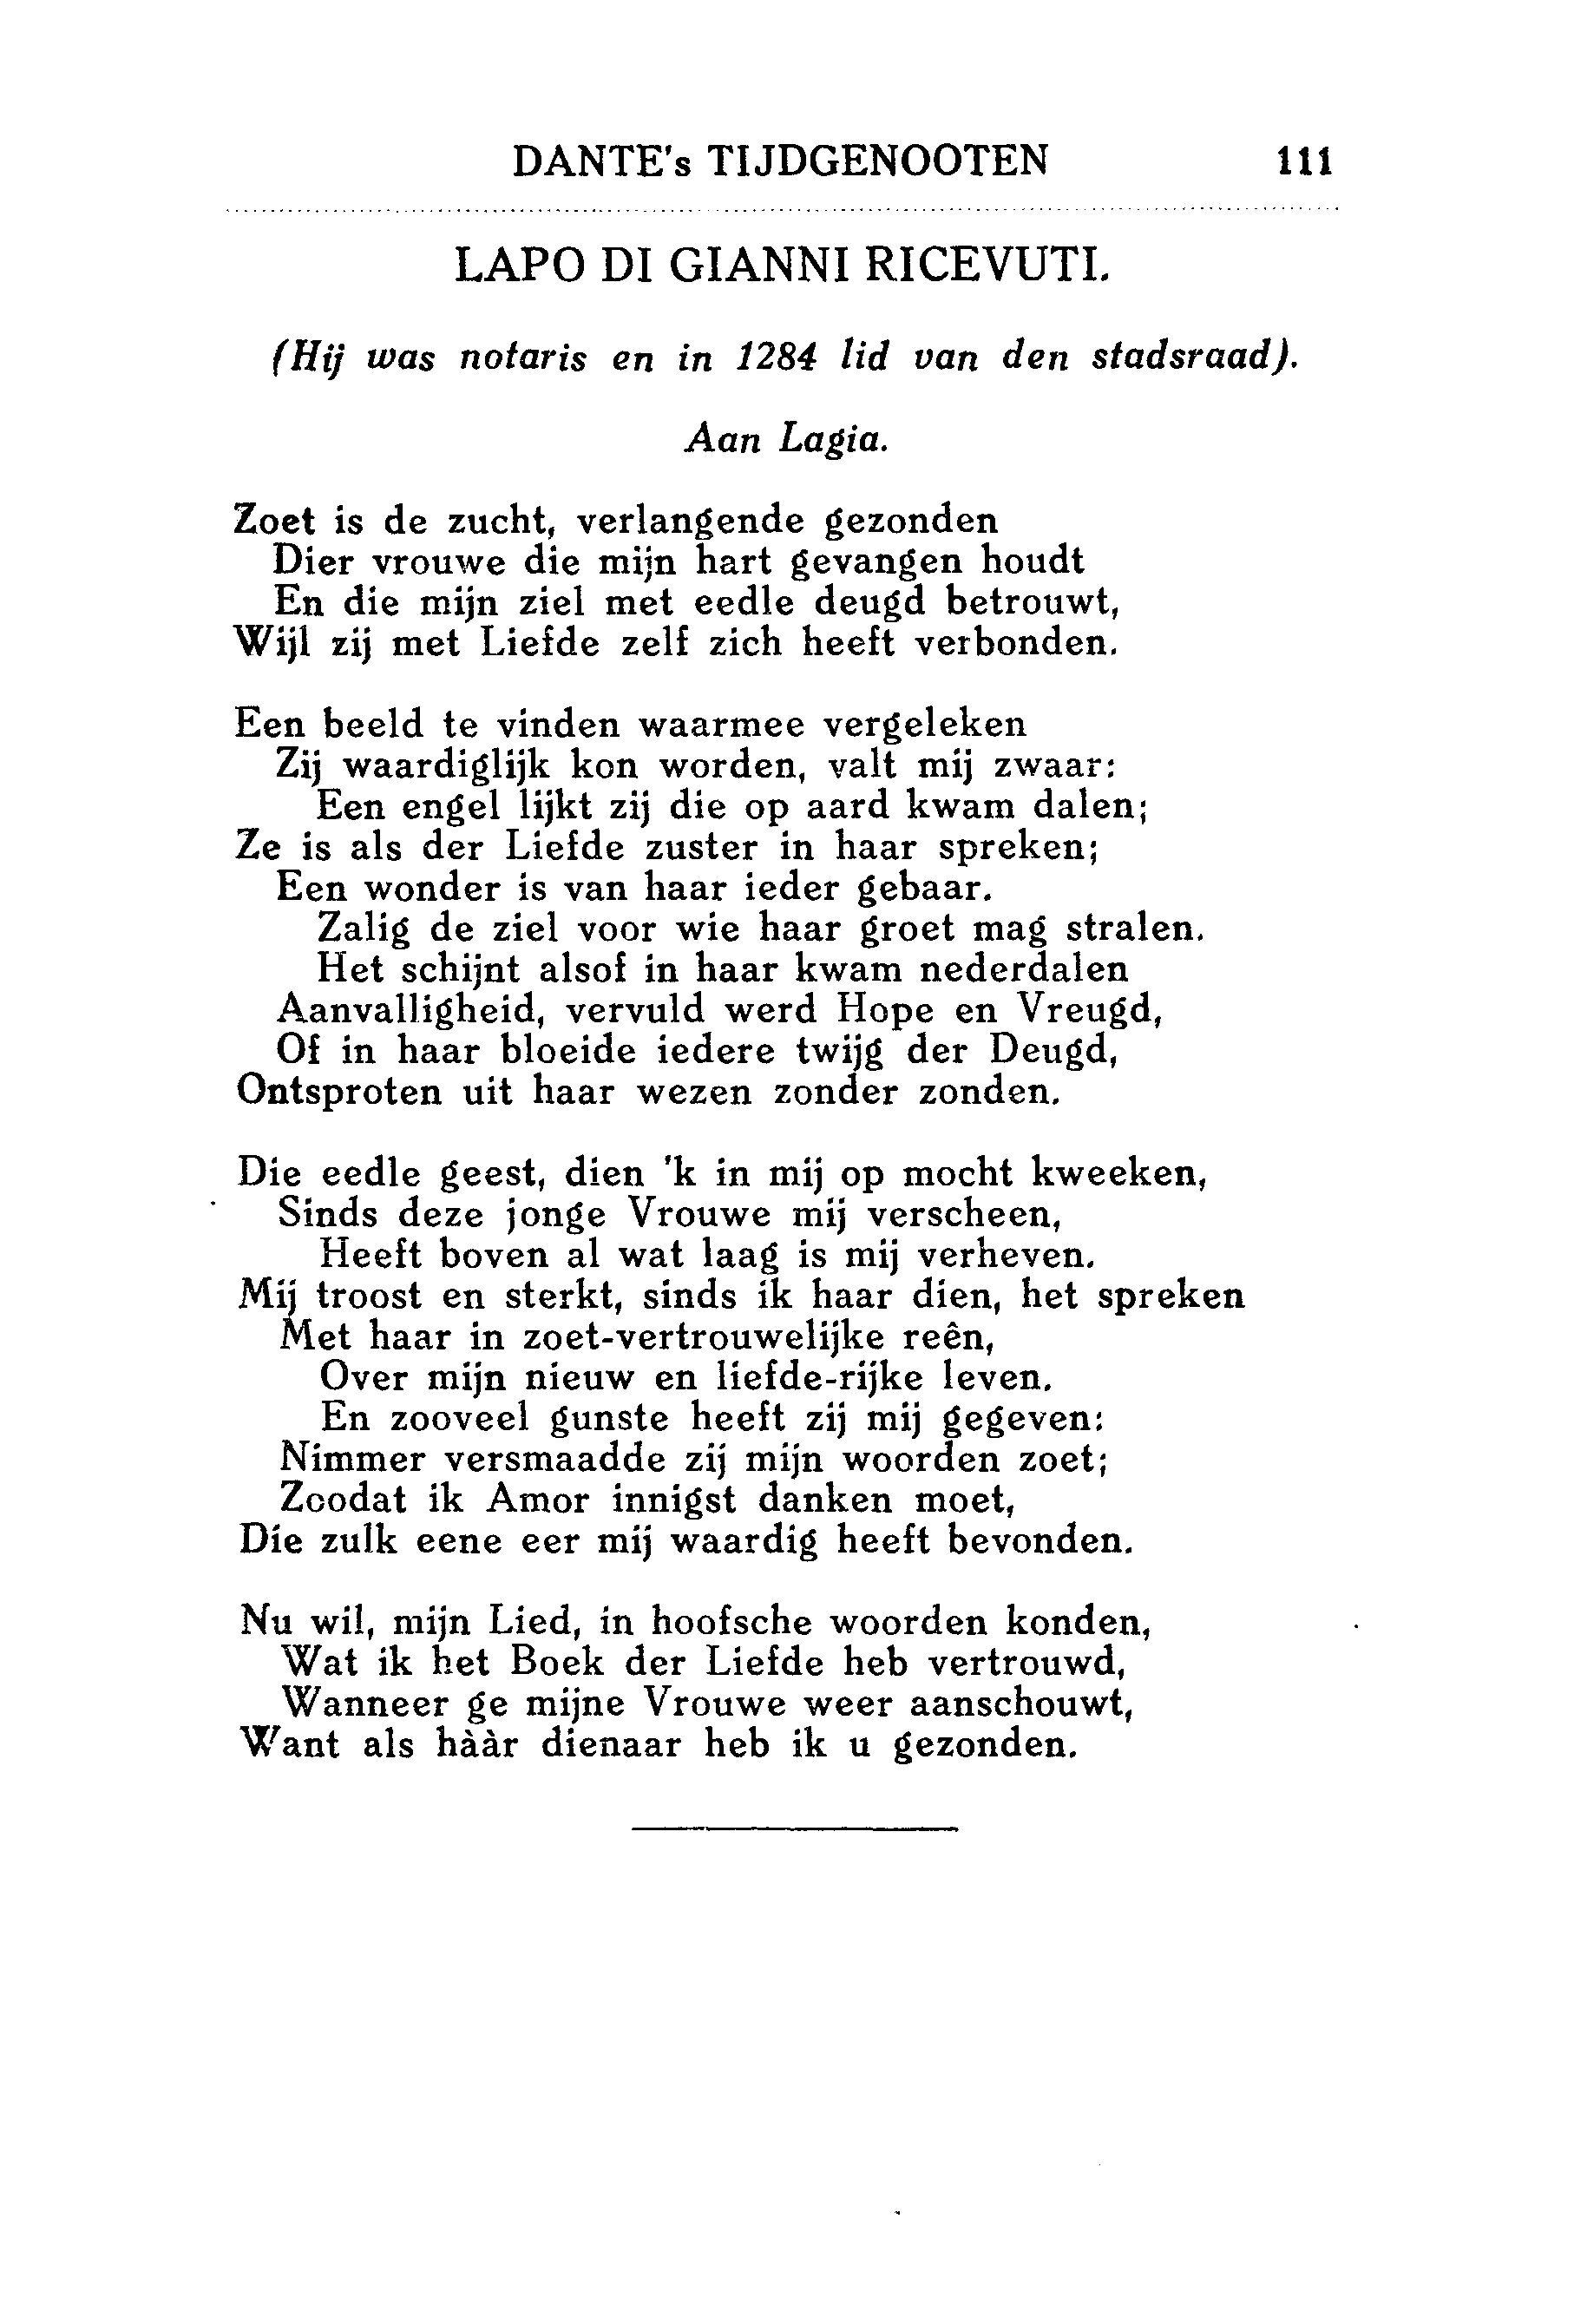 DANTE's TIJDGENOOTEN 111
LAPO DI GIANNI RICEVUTI.
(Hij was notaris en in 1284 lid van den stadsraad).
Aan Lagia.
Zoet is de zucht, verlangende gezonden
Dier vrouwe die mijn hart gevangen houdt
En die mijn ziel met eedle deugd betrouwt,
Wijl zij met Liefde zelf zich heeft verbonden.
Een beeld te vinden waarmee vergeleken
Zij waardiglijk kon worden, valt mij zwaar:
Een engel lijkt zij die op aard kwam dalen;
Ze is als der Liefde zuster in haar spreken;
Een wonder is van haar ieder gebaar.
Zalig de ziel voor wie haar groet mag stralen.
Het schijnt alsof in haar kwam nederdalen
Aanvalligheid, vervuld werd Hope en Vreugd,
Of in haar bloeide iedere twijg der Deugd,
Ontsproten uit haar wezen zonder zonden.
Die eedle geest, dien 'k in mij op mocht kweeken,
Sinds deze jonge Vrouwe mij verscheen,
Heeft boven al wat laag is mij verheven.
Mij troost en sterkt, sinds ik haar dien, het spreken
Met haar in zoet-vertrouwelijke reên,
Over mijn nieuw en liefde-rijke leven.
En zooveel gunste heeft zij mij gegeven:
Nimmer versmaadde zij mijn woorden zoet;
Zoodat ik Amor innigst danken moet,
Die zulk eene eer mij waardig heeft bevonden.
Nu wil, mijn Lied, in hoofsche woorden konden,
Wat ik het Boek der Liefde heb vertrouwd,
Wanneer ge mijne Vrouwe weer aanschouwt,
Want als hààr dienaar heb ik u gezonden.